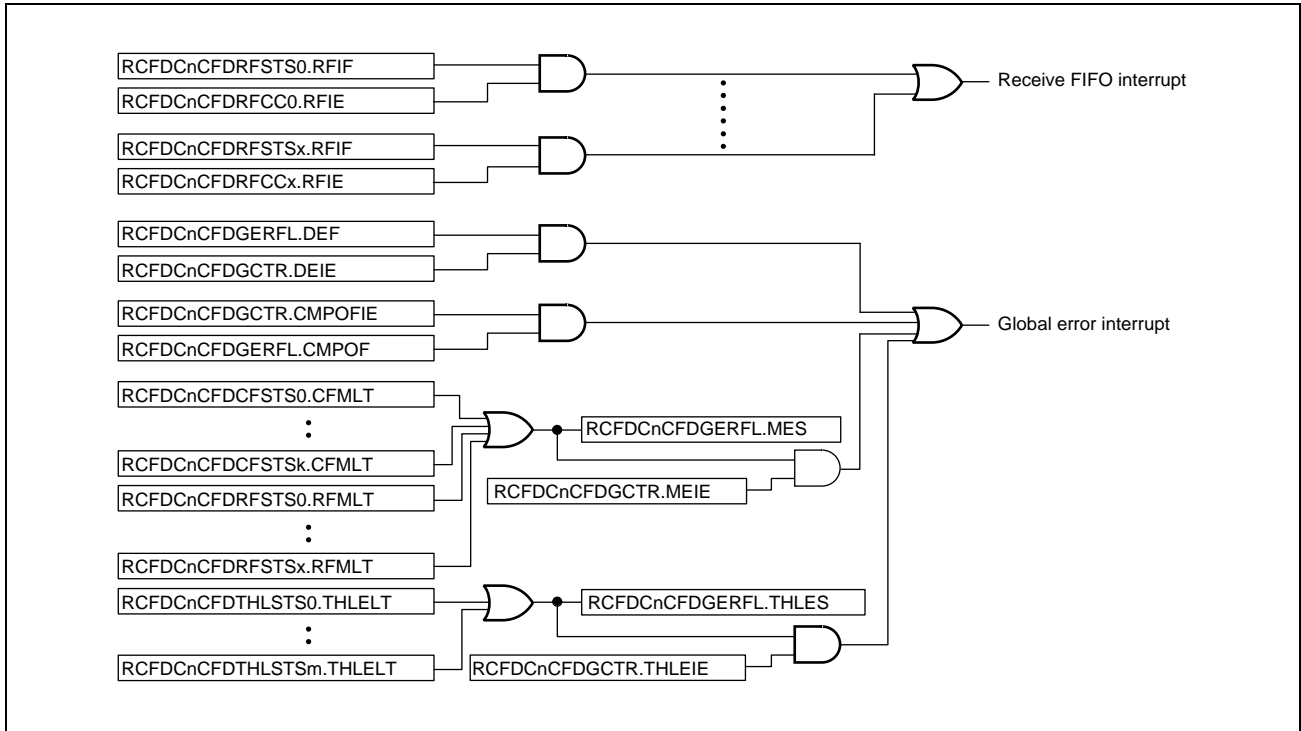 RCFDCnCFDRFSTS0.RFIF
RCFDCnCFDRFCC0.RFIE
Receive FIFO interrupt
RCFDCnCFDRFSTSx.RFIF
RCFDCnCFDRFCCx.RFIE
RCFDCnCFDGERFL.DEF
RCFDCnCFDGCTR.DEIE
RCFDCnCFDGCTR.CMPOFIE
RCFDCnCFDGERFL.CMPOF
Global error interrupt
RCFDCnCFDCFSTS0.CFMLT
RCFDCnCFDGERFL.MES
RCFDCnCFDCFSTSk.CFMLT
RCFDCnCFDRFSTS0.RFMLT
RCFDCnCFDGCTR.MEIE
RCFDCnCFDRFSTSx.RFMLT
RCFDCnCFDTHLSTS0.THLELT
RCFDCnCFDGERFL.THLES
RCFDCnCFDTHLSTSm.THLELT
RCFDCnCFDGCTR.THLEIE